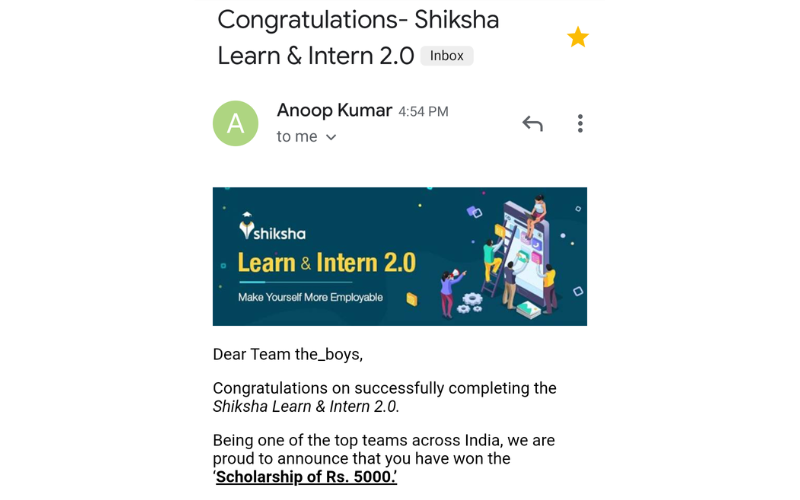 Congratulations- Shiksha
Learn & Intern 2.0 Inbox
A
Anoop Kumar 4:54 PM
to me
shiksha
Learn & Intern 2.0
Make Yourself More Employable
Dear Team the_boys,
Congratulations on successfully completing the
Shiksha Learn & Intern 2.0.
Being one of the top teams across India, we are
proud to announce that you have won the
‘Scholarship of Rs. 5000.’